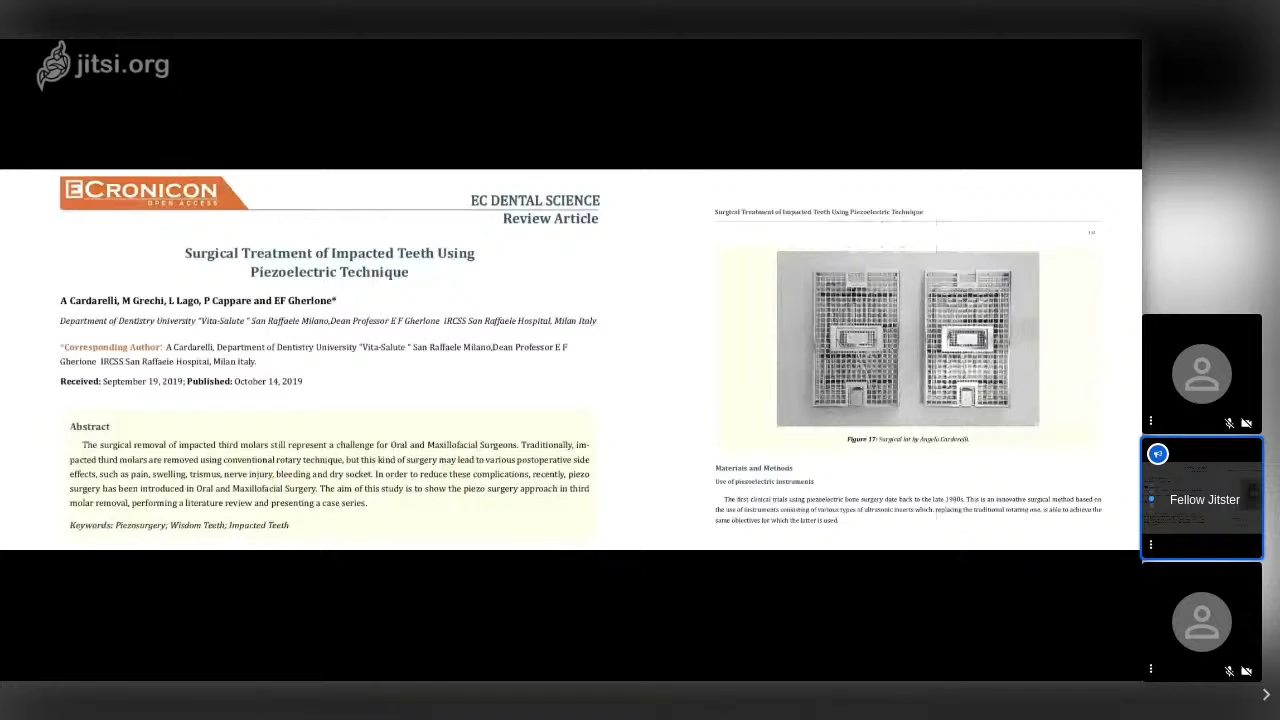 jitsi.org
ECRONICON
OPEN ACCESS
EC DENTAL SCIENCE
Review Article
Surgical Treatment of Impacted Teeth Using
Piezoelectric Technique
A Cardarelli, M Grechi, L Lago, P Cappare and EF Gherlone*
Department of Dentistry University "Vita-Salute " San Raffaele Milano,Dean Professor E.F Gherlone IRCSS San Raffaele Hospital, Milan Italy
*Corresponding Author: A Cardarelli, Department of Dentistry University "Vita-Salute " San Raffaele Milano,Dean Professor E F
Gherlone IRCSS San Raffaele Hospital, Milan Italy.
Received: September 19, 2019; Published: October 14, 2019
Abstract
The surgical removal of impacted third molars still represent a challenge for Oral and Maxillofacial Surgeons. Traditionally, im-
pacted third molars are removed using conventional rotary technique, but this kind of surgery may lead to various postoperative side
effects, such as pain, swelling, trismus, nerve injury, bleeding and dry socket. In order to reduce these complications, recently, piezo
surgery has been introduced in Oral and Maxillofacial Surgery. The aim of this study is to show the piezo surgery approach in third
molar removal, performing a literature review and presenting a case series.
Keywords: Piezosurgery; Wisdom Teeth; Impacted Teeth
Surgical Treatment of Impacted Teeth Using Piezoelectric Technique
Figure 17: Surgical kit by Angelo Cardarelli.
Materials and Methods
Use of piezoelectric instruments
The first clinical trials using piezoelectric bone surgery date back to the late 1980s. This is an innovative surgical method based on
the use of instruments consisting of various types of ultrasonic inserts which, replacing the traditional rotating one, is able to achieve the
same objectives for which the latter is used.
Fellow Jitster